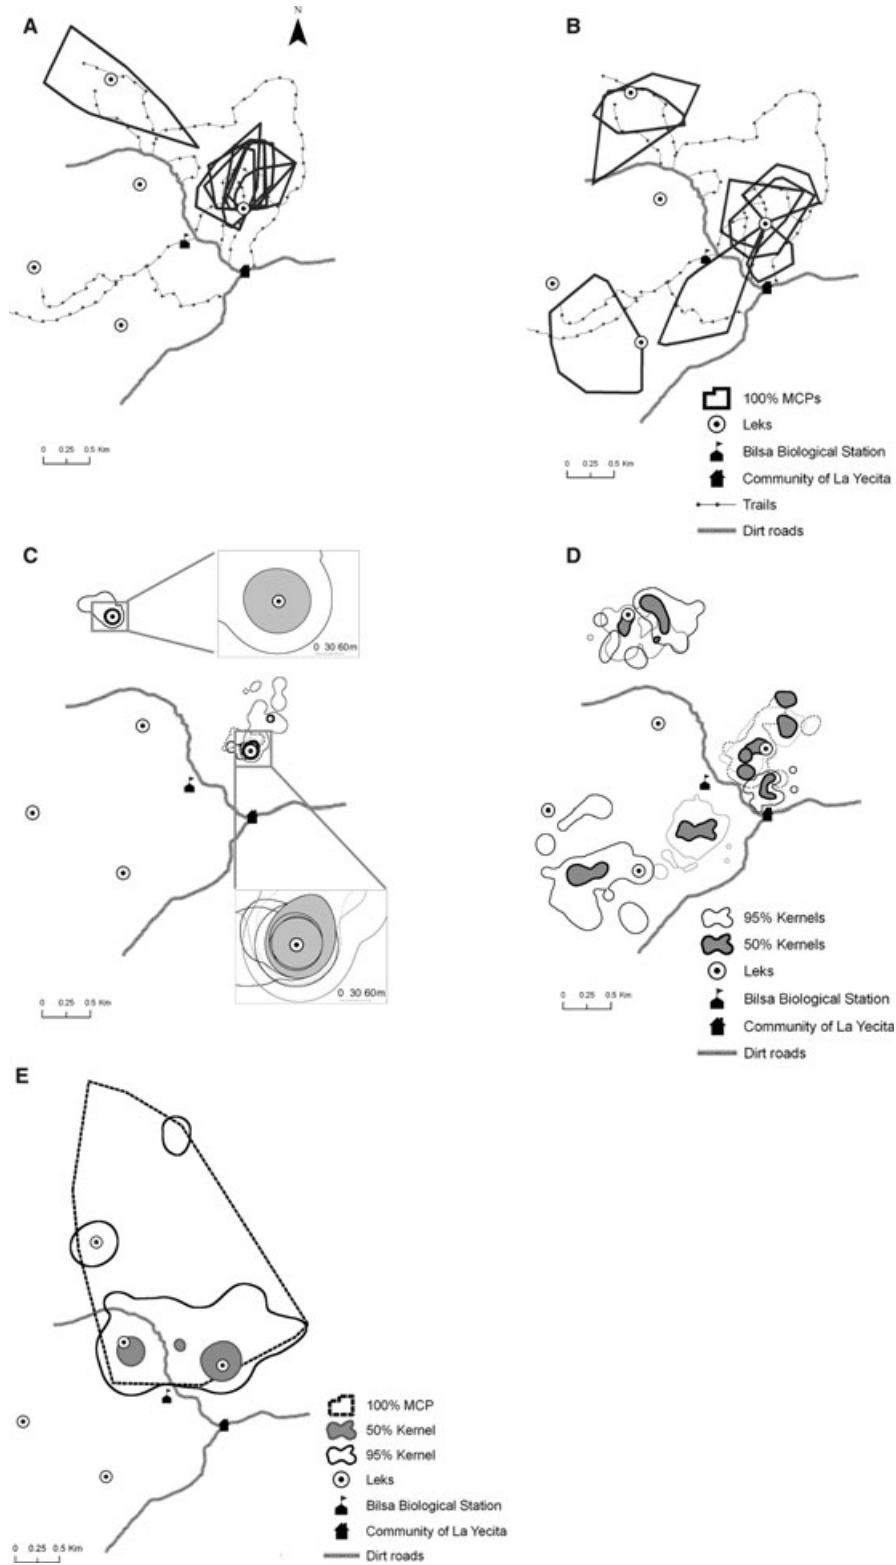 A
N
B
0 0.25 0.5 Km
100% MCPs
Leks
Bilsa Biological Station
Community of La Yecita
Trails
Dirt roads
0 0.25 0.5 Km
C
0 30 60m
D
0 30 60m
0 0.25 0.5 Km
95% Kernels
50% Kernels
Leks
Bilsa Biological Station
Community of La Yecita
Dirt roads
0 0.25 0.5 Km
E
100% MCP
50% Kernel
95% Kernel
Leks
Bilsa Biological Station
Community of La Yecita
Dirt roads
0 0.25 0.5 Km